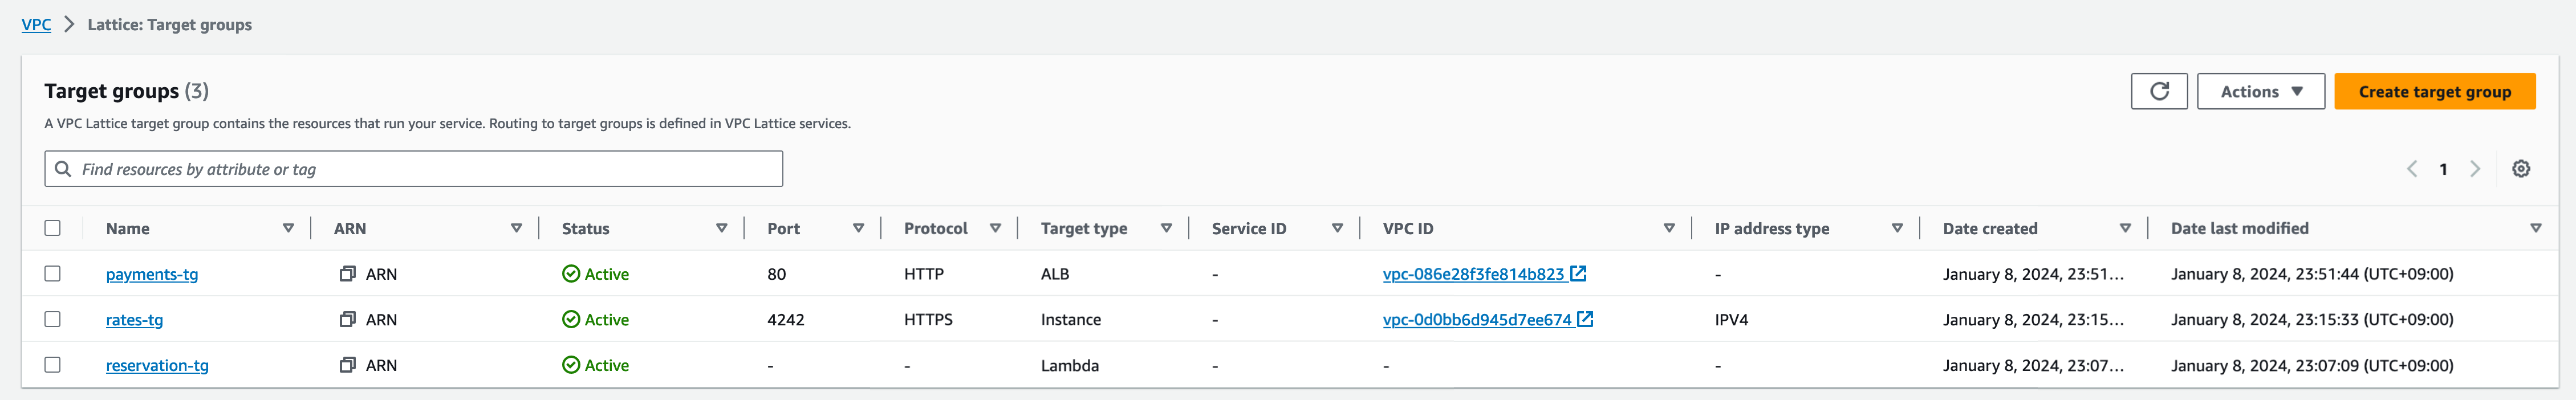 VPC > Lattice: Target groups
Target groups (3)
Actions
Create target group
A VPC Lattice target group contains the resources that run your service. Routing to target groups is defined in VPC Lattice services.
Find resources by attribute or tag
1
Name ARN Status Port Protocol Target type Service ID VPC ID IP address type Date created Date last modified
payments-tg ARN Active 80 HTTP ALB - vpc-086e28f3fe814b823 - January 8, 2024, 23:51... January 8, 2024, 23:51:44 (UTC+09:00)
rates-tg ARN Active 4242 HTTPS Instance - vpc-0d0bb6d945d7ee674 IPV4 January 8, 2024, 23:15... January 8, 2024, 23:15:33 (UTC+09:00)
reservation-tg ARN Active - - Lambda - - - January 8, 2024, 23:07... January 8, 2024, 23:07:09 (UTC+09:00)